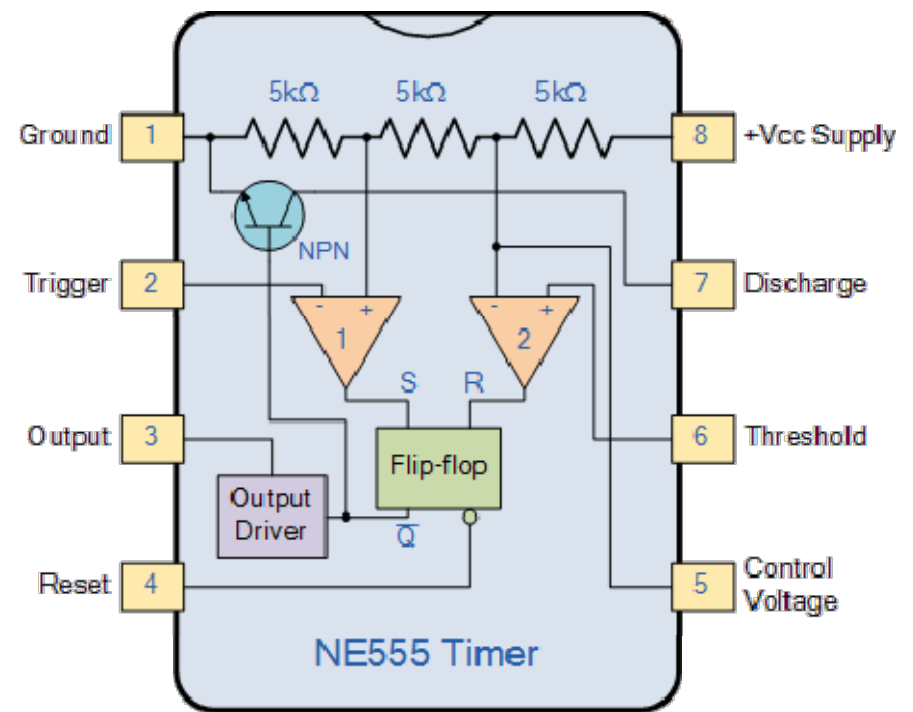 5kΩ 5kΩ 5kΩ
Ground 1 8 +Vcc Supply
NPN
Trigger 2 7 Discharge
- + - +
1 2
S R
Output 3 6 Threshold
Flip-flop
Output
Driver
Q̅
Reset 4 5 Control
Voltage
NE555 Timer